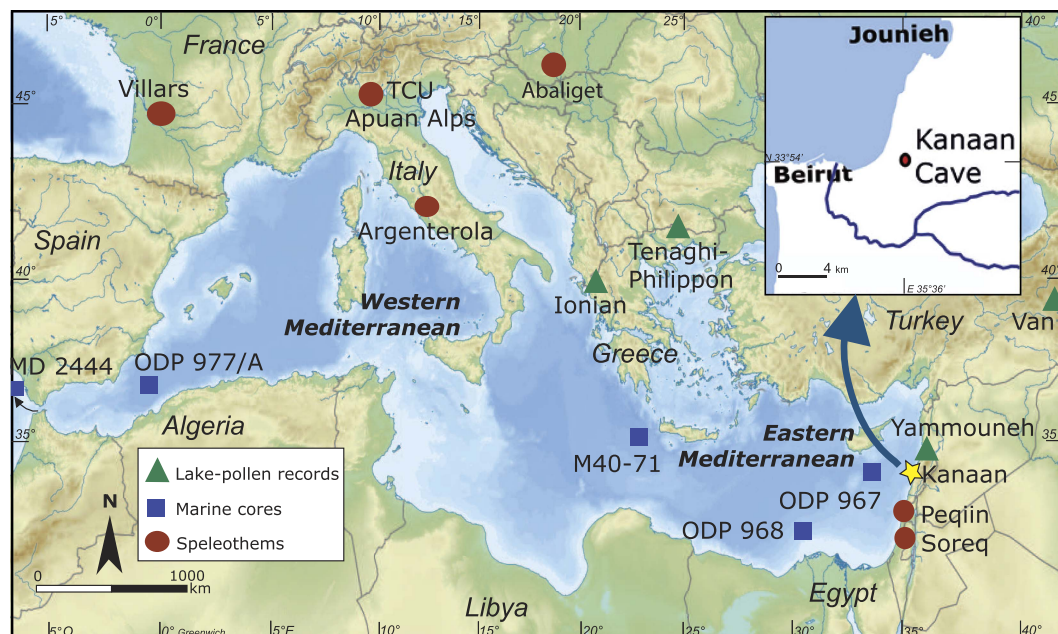 0°
10°
15°
20°
25°
30°
35°
40°
France
Villars
45°
TCU
Apuan Alps
Abaliget
45°
Italy
Argenterola
Spain
40°
Western
Mediterranean
Tenaghi-
Philippon
Ionian
Greece
40°
Turkey
Van
Jounieh
Kanaan
Cave
N 33°54'
Beirut
0 4 km
E 35°36'
MD 2444
ODP 977/A
Algeria
35°
M40-71
Eastern
Mediterranean
Yammouneh
Kanaan
35°
ODP 967
ODP 968
Peqiin
Soreq
Egypt
Libya
Lake-pollen records
Marine cores
Speleothems
N
0 1000
km
5°O
0° Greenwich
5°E
10°
15°
20°
25°
30°
35°
40°